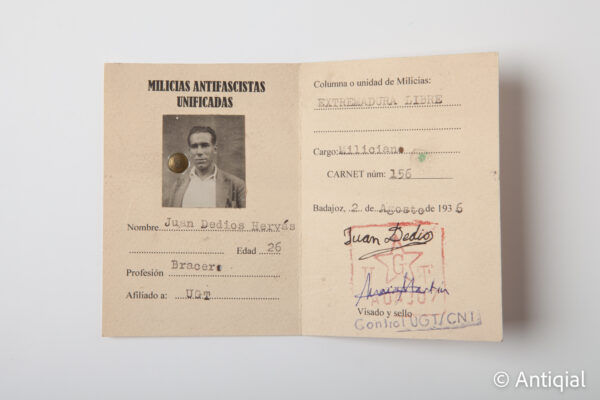 MILICIAS ANTIFASCISTAS
UNIFICADAS
Nombre Juan Dedios Hervás
Edad 26
Profesión Bracero
Afiliado a: UGT
Columna o unidad de Milicias:
EXTREMADURA LIBRE
Cargo: Miliciano
CARNET núm: 156
Badajoz, 2 de Agosto de 1936
Juan Dedios
UGT
Martin
Visado y sello
Control UGT/CNT
© Antiqial